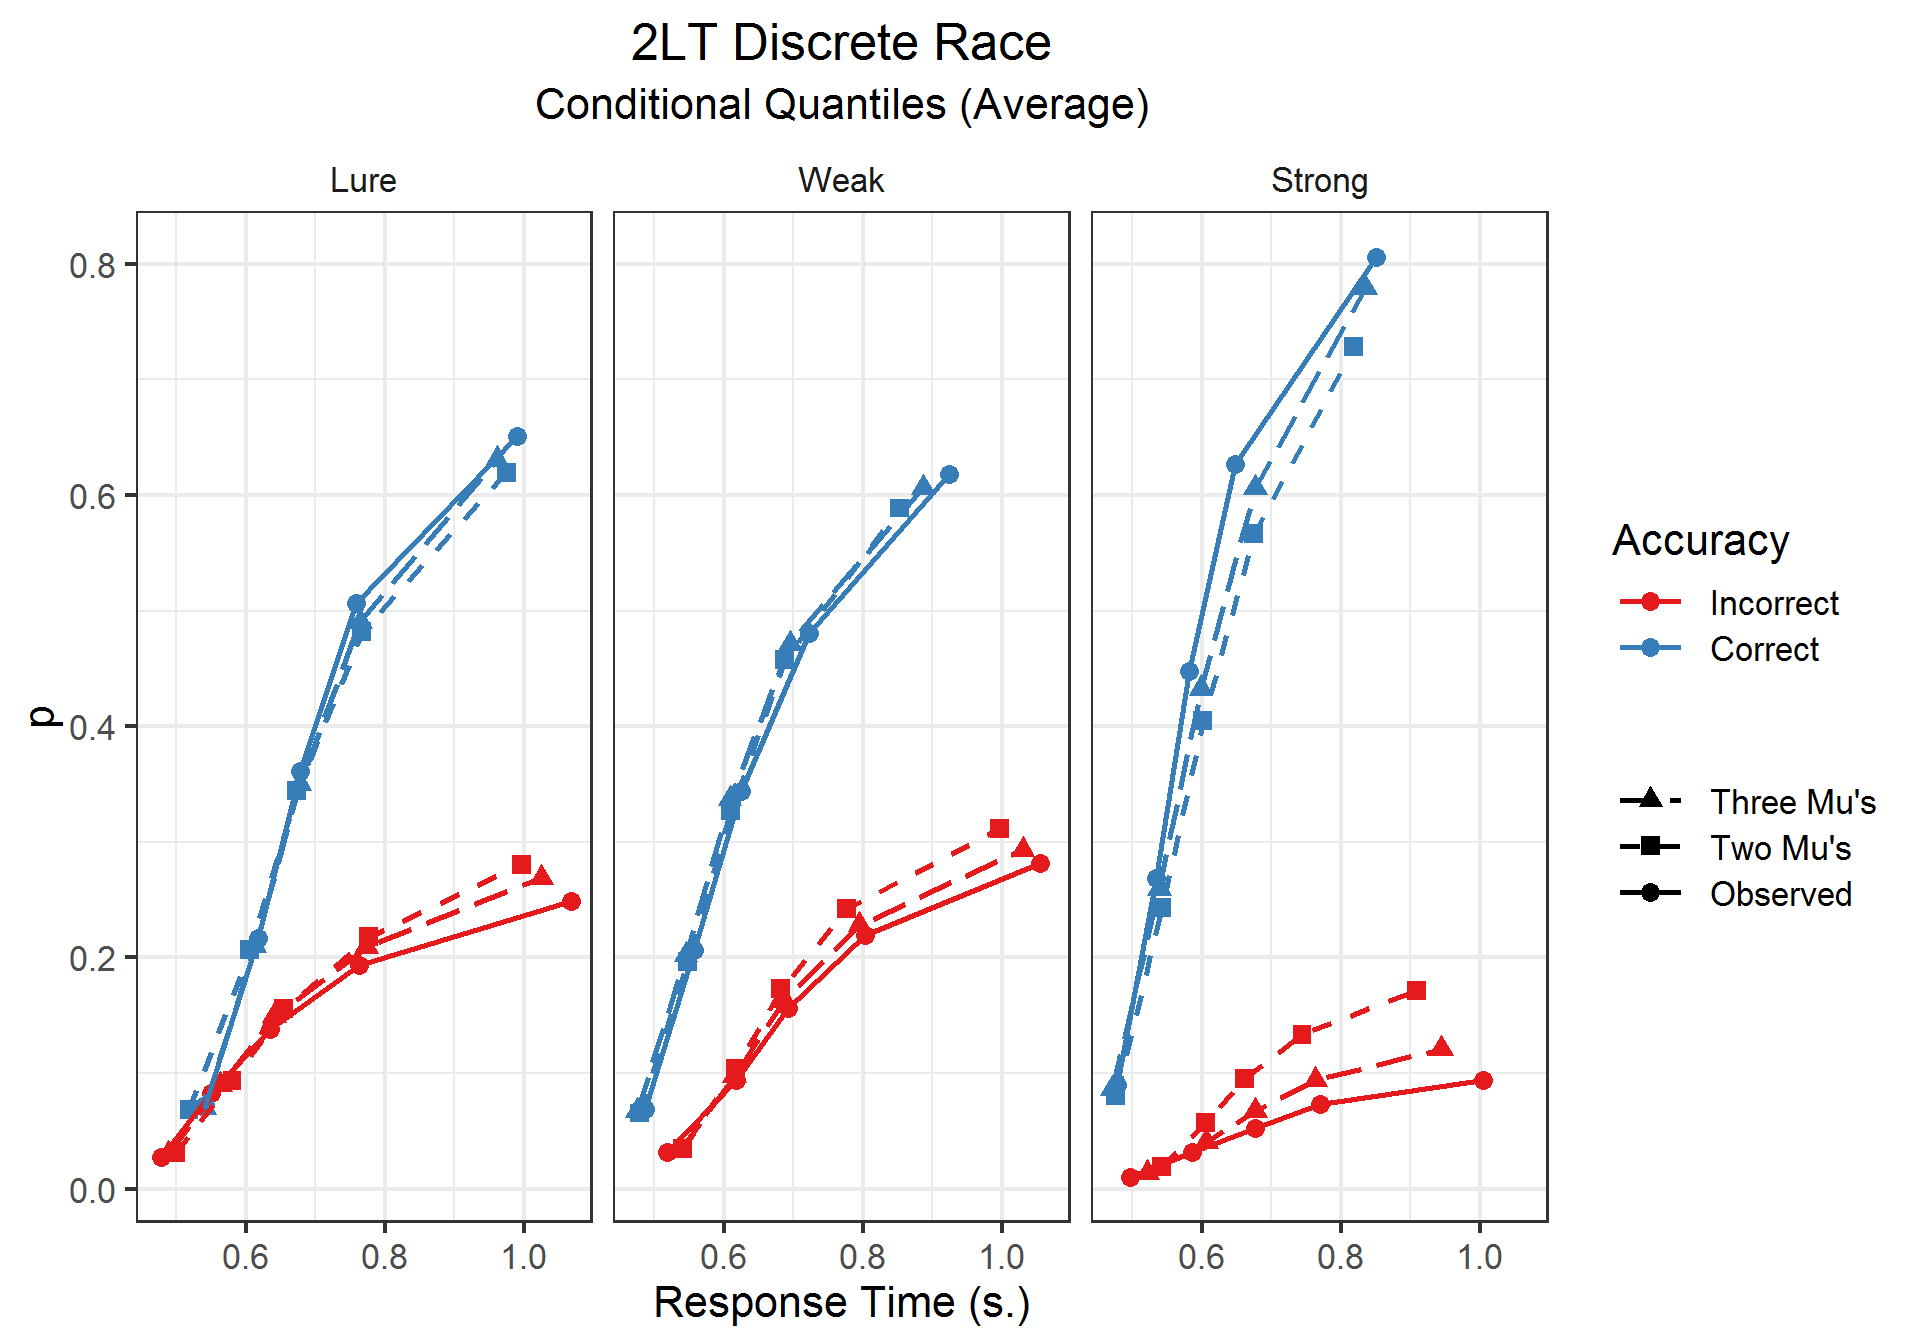 2LT Discrete Race
Conditional Quantiles (Average)
Lure Weak Strong
p
0.8
0.6
0.4
0.2
0.0
0.6 0.8 1.0 0.6 0.8 1.0 0.6 0.8 1.0
Response Time (s.)
Accuracy
Incorrect
Correct
Three Mu's
Two Mu's
Observed